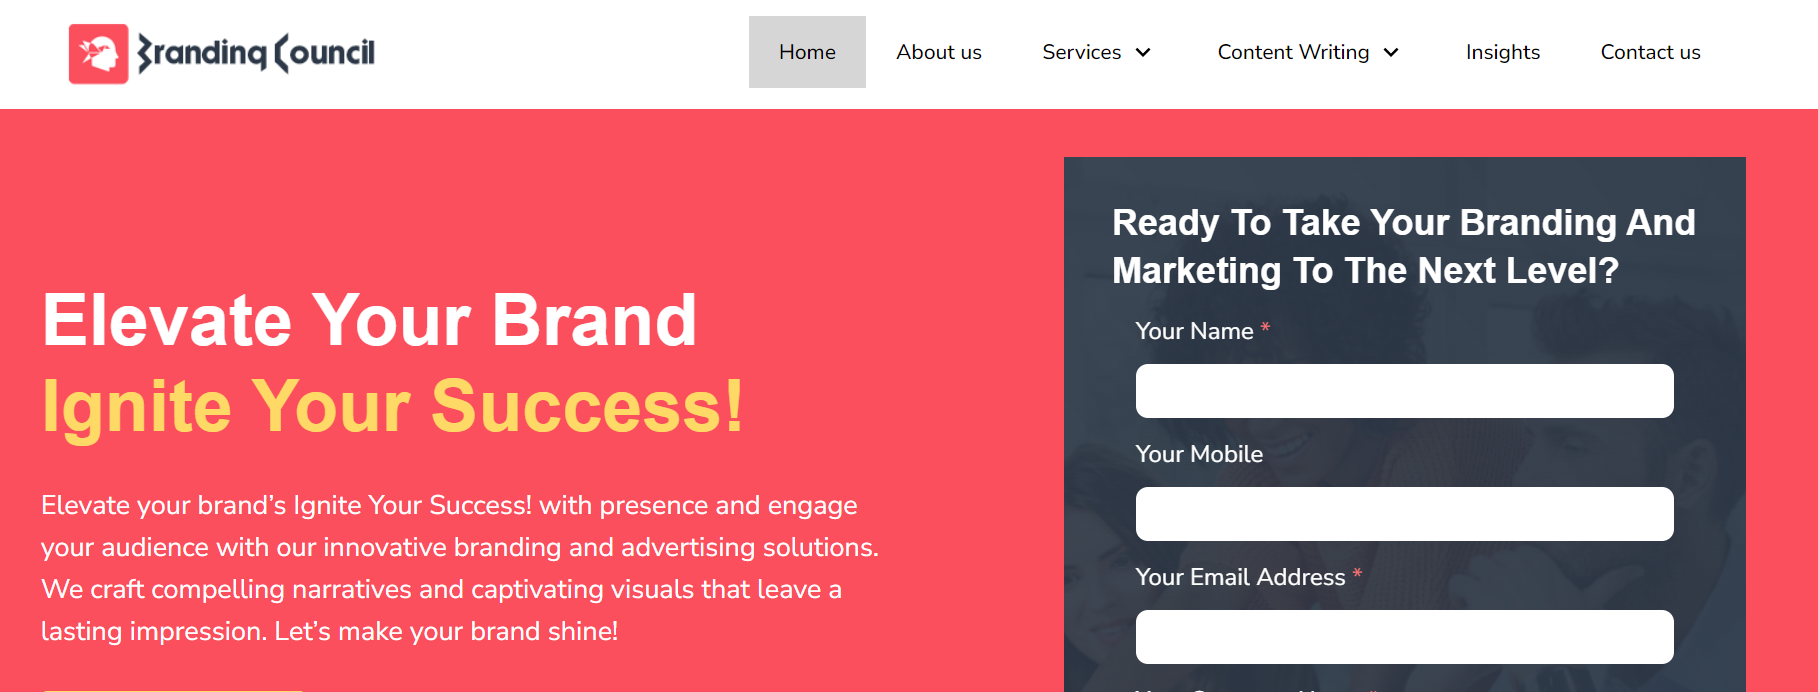 Branding Council
Home
About us
Services
Content Writing
Insights
Contact us
Elevate Your Brand
Ignite Your Success!
Elevate your brand’s Ignite Your Success! with presence and engage
your audience with our innovative branding and advertising solutions.
We craft compelling narratives and captivating visuals that leave a
lasting impression. Let’s make your brand shine!
Ready To Take Your Branding And
Marketing To The Next Level?
Your Name *
Your Mobile
Your Email Address *